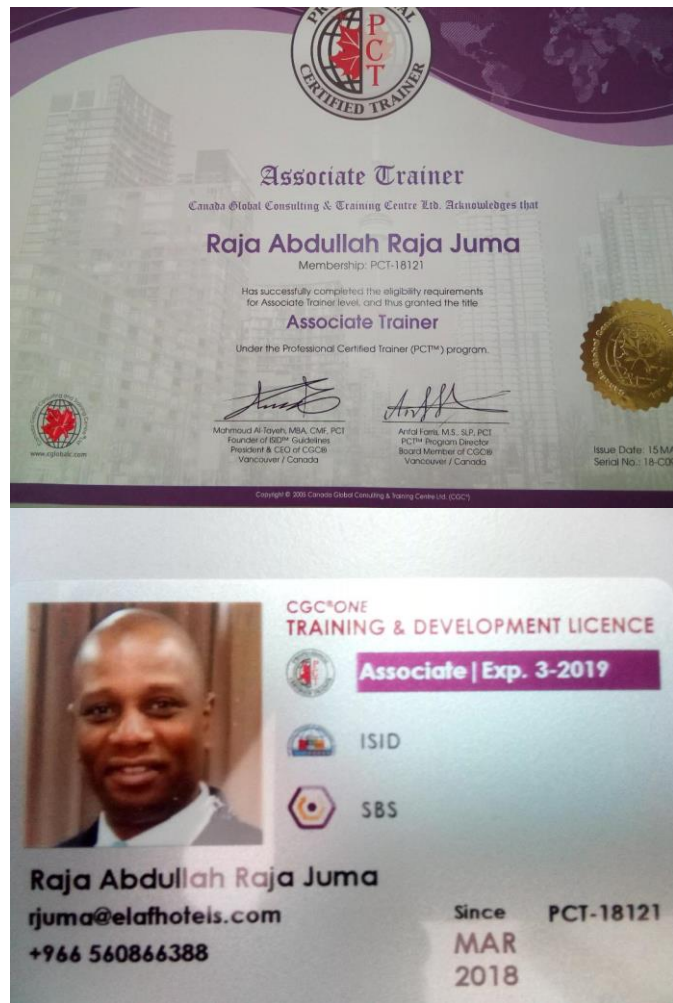 PCT
CERTIFIED TRAINER
Associate Trainer
Canada Global Consulting & Training Centre Ltd. Acknowledges that
Raja Abdullah Raja Juma
Membership: PCT-18121
Has successfully completed the eligibility requirements
for Associate Trainer level, and thus granted the title
Associate Trainer
Under the Professional Certified Trainer (PCT™) program.
Mahmoud Al-Tayeh, MBA, CMF, PCT
Founder of ISID™ Guidelines
President & CEO of CGC®
Vancouver / Canada
Anfal Farris, M.S., SLP, PCT
PCT™ Program Director
Board Member of CGC®
Vancouver / Canada
www.cglobalc.com
Issue Date: 15
Serial No.: 18-
Copyright © 2005 Canada Global Consulting & Training Centre Ltd. (CGC®)
CGC®ONE
TRAINING & DEVELOPMENT LICENCE
Associate | Exp. 3-2019
ISID
SBS
Raja Abdullah Raja Juma
rjuma@elafhotels.com
+966 560866388
Since PCT-18121
MAR
2018